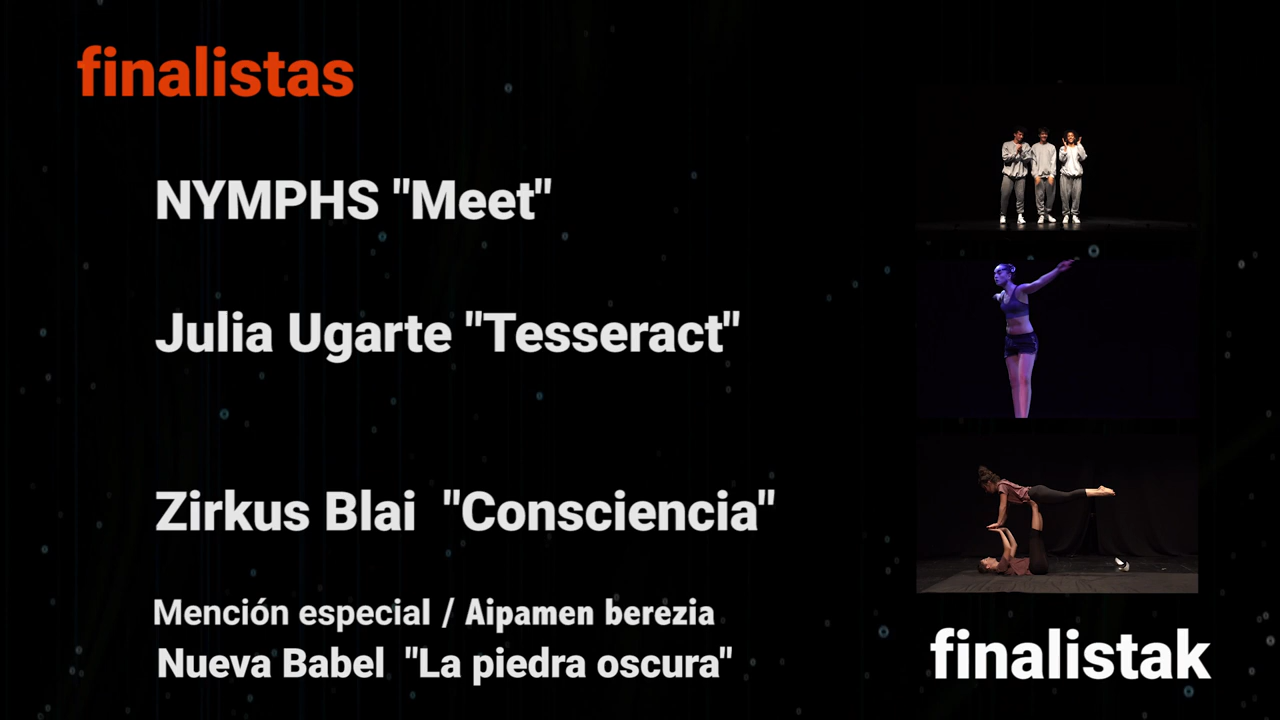 finalistas
NYMPHS "Meet"
Julia Ugarte "Tesseract"
Zirkus Blai "Consciencia"
Mención especial / Aipamen berezia
Nueva Babel "La piedra oscura"
finalistak